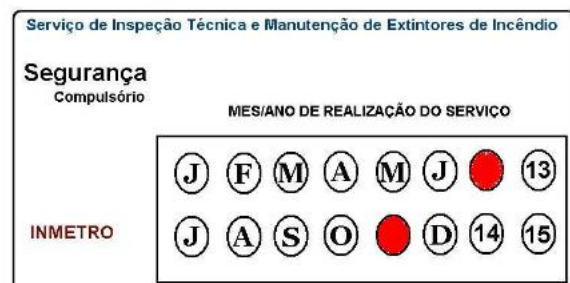 Serviço de Inspeção Técnica e Manutenção de Extintores de Incêndio
Segurança
Compulsório
MES/ANO DE REALIZAÇÃO DO SERVIÇO
J F M A M J 13
INMETRO
J A S O D 14 15